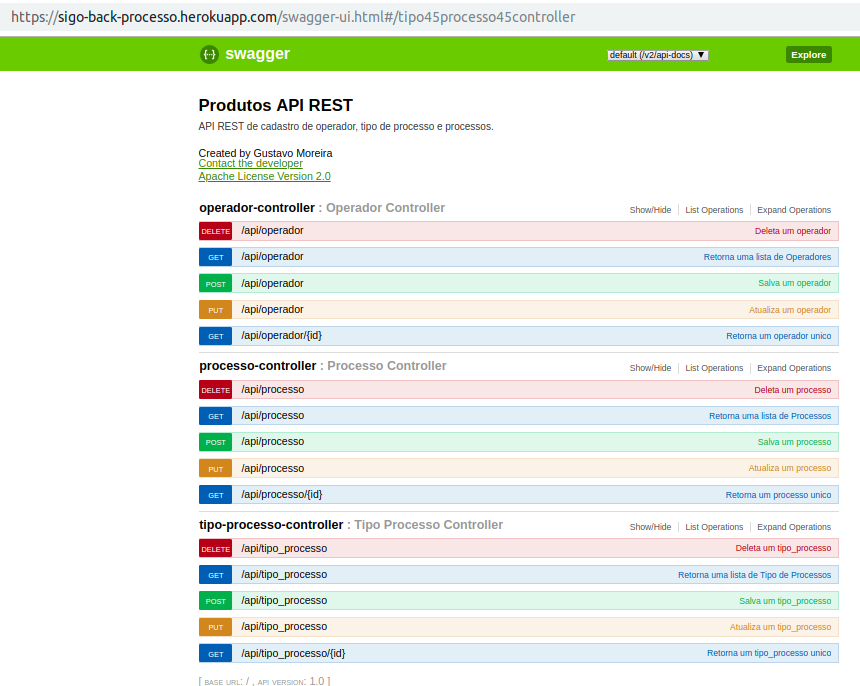 https://sigo-back-processo.herokuapp.com/swagger-ui.html#/tipo45processo45controller
{··} swagger default (/v2/api-docs) ▼ Explore
Produtos API REST
API REST de cadastro de operador, tipo de processo e processos.
Created by Gustavo Moreira
Contact the developer
Apache License Version 2.0
operador-controller : Operador Controller Show/Hide List Operations Expand Operations
DELETE /api/operador Deleta um operador
GET /api/operador Retorna uma lista de Operadores
POST /api/operador Salva um operador
PUT /api/operador Atualiza um operador
GET /api/operador/{id} Retorna um operador unico
processo-controller : Processo Controller Show/Hide List Operations Expand Operations
DELETE /api/processo Deleta um processo
GET /api/processo Retorna uma lista de Processos
POST /api/processo Salva um processo
PUT /api/processo Atualiza um processo
GET /api/processo/{id} Retorna um processo unico
tipo-processo-controller : Tipo Processo Controller Show/Hide List Operations Expand Operations
DELETE /api/tipo_processo Deleta um tipo_processo
GET /api/tipo_processo Retorna uma lista de Tipo de Processos
POST /api/tipo_processo Salva um tipo_processo
PUT /api/tipo_processo Atualiza um tipo_processo
GET /api/tipo_processo/{id} Retorna um tipo_processo unico
[ BASE URL: / , API VERSION: 1.0 ]